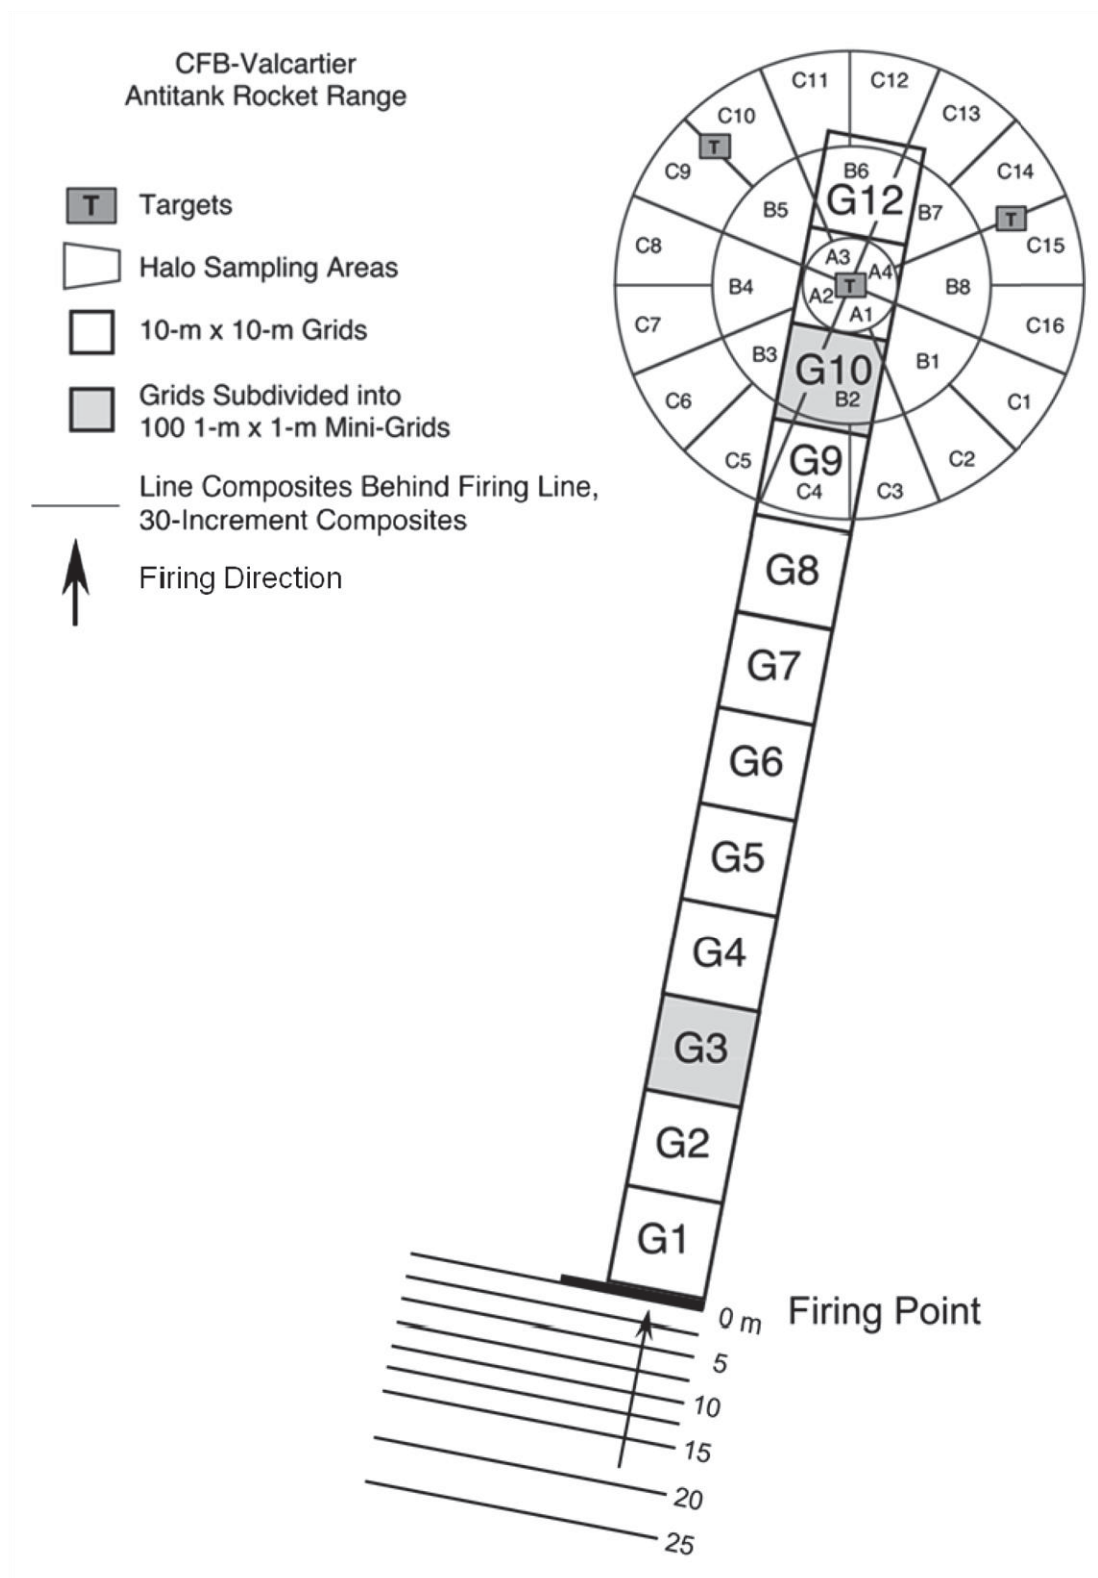 CFB-Valcartier
Antitank Rocket Range
T
Targets
Halo Sampling Areas
10-m x 10-m Grids
Grids Subdivided into
100 1-m x 1-m Mini-Grids
Line Composites Behind Firing Line,
30-Increment Composites
Firing Direction
C11
C12
C10
C13
T
C9
C14
B6
G12
B5
B7
T
C8
C15
A3
A4
B4
T
B8
A2
A1
C7
C16
B3
B1
G10
B2
C6
C1
C5
G9
C2
C4
C3
G8
G7
G6
G5
G4
G3
G2
G1
0 m
Firing Point
5
10
15
20
25